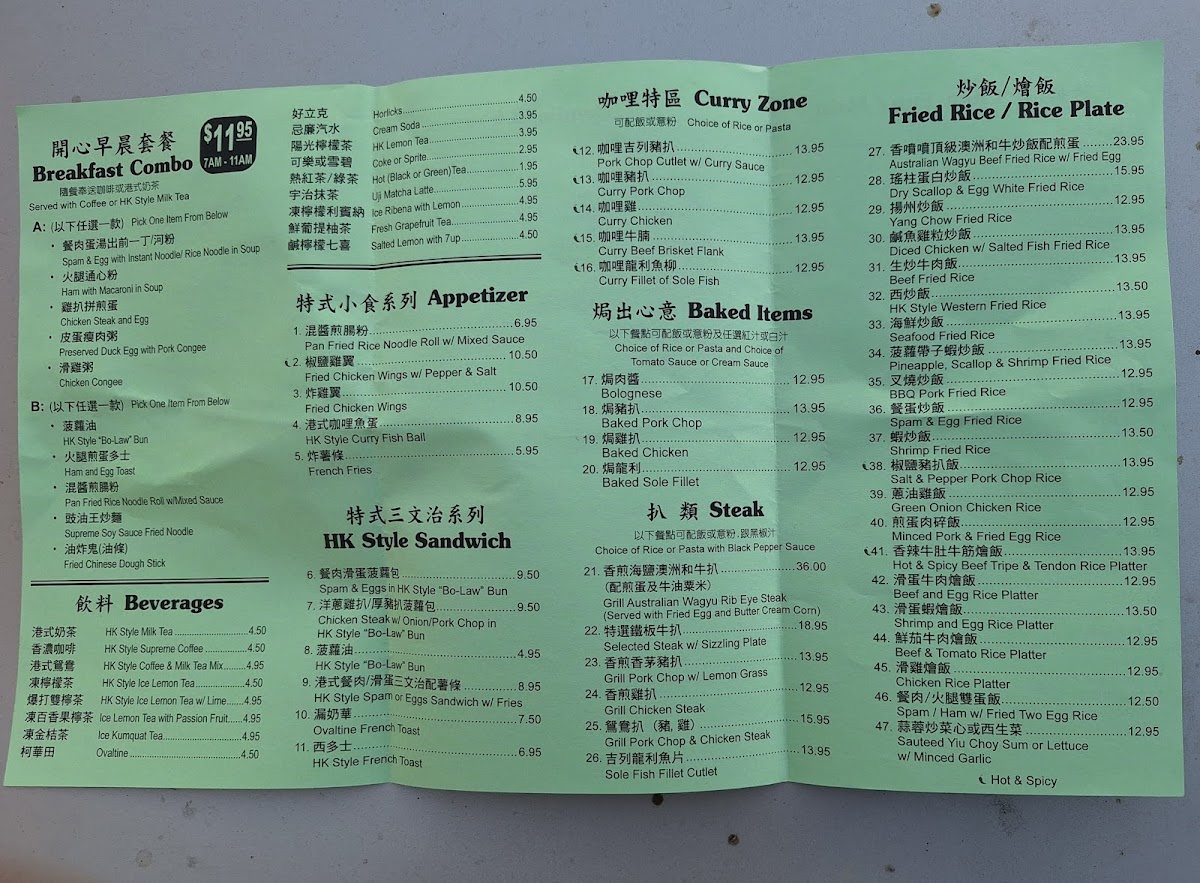 開心早晨套餐
Breakfast Combo
$11.95
7AM - 11AM
隨餐奉送咖啡或港式奶茶
Served with Coffee or HK Style Milk Tea
A: (以下任選一款) Pick One Item From Below
• 餐肉蛋湯出前一丁/河粉
Spam & Egg with Instant Noodle/ Rice Noodle in Soup
• 火腿通心粉
Ham with Macaroni in Soup
• 雞扒拼煎蛋
Chicken Steak and Egg
• 皮蛋瘦肉粥
Preserved Duck Egg with Pork Congee
• 滑雞粥
Chicken Congee
B: (以下任選一款) Pick One Item From Below
• 菠蘿油
HK Style "Bo-Law" Bun
• 火腿煎蛋多士
Ham and Egg Toast
• 混醬煎腸粉
Pan Fried Rice Noodle Roll w/Mixed Sauce
• 豉油王炒麵
Supreme Soy Sauce Fried Noodle
• 油炸鬼(油條)
Fried Chinese Dough Stick
飲料 Beverages
港式奶茶 HK Style Milk Tea 4.50
香濃咖啡 HK Style Supreme Coffee 4.50
港式鴛鴦 HK Style Coffee & Milk Tea Mix 4.95
凍檸檬茶 HK Style Ice Lemon Tea 4.50
爆打雙檸茶 HK Style Ice Lemon Tea w/ Lime 4.95
凍百香果檸茶 Ice Lemon Tea with Passion Fruit 4.95
凍金桔茶 Ice Kumquat Tea 4.95
柯華田 Ovaltine 4.50
好立克 Horlicks 4.50
忌廉汽水 Cream Soda 3.95
陽光檸檬茶 HK Lemon Tea 3.95
可樂或雪碧 Coke or Sprite 2.95
熱紅茶/綠茶 Hot (Black or Green)Tea 1.95
宇治抹茶 Uji Matcha Latte 5.95
凍檸檬利賓納 Ice Ribena with Lemon 4.95
鮮葡提柚茶 Fresh Grapefruit Tea 4.95
鹹檸檬七喜 Salted Lemon with 7up 4.50
特式小食系列 Appetizer
1. 混醬煎腸粉 6.95
Pan Fried Rice Noodle Roll w/ Mixed Sauce
2. 椒鹽雞翼 10.50
Fried Chicken Wings w/ Pepper & Salt
3. 炸雞翼 10.50
Fried Chicken Wings
4. 港式咖哩魚蛋 8.95
HK Style Curry Fish Ball
5. 炸薯條 5.95
French Fries
特式三文治系列
HK Style Sandwich
6. 餐肉滑蛋菠蘿包 9.50
Spam & Eggs in HK Style "Bo-Law" Bun
7. 洋蔥雞扒/厚豬扒菠蘿包 9.50
Chicken Steak w/ Onion/Pork Chop in
HK Style "Bo-Law" Bun
8. 菠蘿油 4.95
HK Style "Bo-Law" Bun
9. 港式餐肉/滑蛋三文治配薯條 8.95
HK Style Spam or Eggs Sandwich w/ Fries
10. 漏奶華 7.50
Ovaltine French Toast
11. 西多士 6.95
HK Style French Toast
咖哩特區 Curry Zone
可配飯或意粉 Choice of Rice or Pasta
12. 咖哩吉列豬扒 13.95
Pork Chop Cutlet w/ Curry Sauce
13. 咖哩豬扒 12.95
Curry Pork Chop
14. 咖哩雞 12.95
Curry Chicken
15. 咖哩牛腩 12.95
Curry Beef Brisket Flank
16. 咖哩龍利魚柳 12.95
Curry Fillet of Sole Fish
焗出心意 Baked Items
以下餐點可配飯或意粉及任選紅汁或白汁
Choice of Rice or Pasta and Choice of
Tomato Sauce or Cream Sauce
17. 焗肉醬 12.95
Bolognese
18. 焗豬扒 13.95
Baked Pork Chop
19. 焗雞扒 12.95
Baked Chicken
20. 焗龍利 12.95
Baked Sole Fillet
扒 類 Steak
以下餐點可配飯或意粉,跟黑椒汁
Choice of Rice or Pasta with Black Pepper Sauce
21. 香煎海鹽澳洲和牛扒 36.00
(配煎蛋及牛油粟米)
Grill Australian Wagyu Rib Eye Steak
(Served with Fried Egg and Butter Cream Corn)
22. 特選鐵板牛扒 18.95
Selected Steak w/ Sizzling Plate
23. 香煎香茅豬扒 13.95
Grill Pork Chop w/ Lemon Grass
24. 香煎雞扒 12.95
Grill Chicken Steak
25. 鴛鴦扒 (豬, 雞) 15.95
Grill Pork Chop & Chicken Steak
26. 吉列龍利魚片 13.95
Sole Fish Fillet Cutlet
炒飯/燴飯
Fried Rice / Rice Plate
27. 香噴噴頂級澳洲和牛炒飯配煎蛋 23.95
Australian Wagyu Beef Fried Rice w/ Fried Egg
28. 瑤柱蛋白炒飯 15.95
Dry Scallop & Egg White Fried Rice
29. 揚州炒飯 12.95
Yang Chow Fried Rice
30. 鹹魚雞粒炒飯 12.95
Diced Chicken w/ Salted Fish Fried Rice
31. 生炒牛肉飯 13.95
Beef Fried Rice
32. 西炒飯 13.50
HK Style Western Fried Rice
33. 海鮮炒飯 13.95
Seafood Fried Rice
34. 菠蘿帶子蝦炒飯 13.95
Pineapple, Scallop & Shrimp Fried Rice
35. 叉燒炒飯 12.95
BBQ Pork Fried Rice
36. 餐蛋炒飯 12.95
Spam & Egg Fried Rice
37. 蝦炒飯 13.50
Shrimp Fried Rice
38. 椒鹽豬扒飯 13.95
Salt & Pepper Pork Chop Rice
39. 蔥油雞飯 12.95
Green Onion Chicken Rice
40. 煎蛋肉碎飯 12.95
Minced Pork & Fried Egg Rice
41. 香辣牛肚牛筋燴飯 13.95
Hot & Spicy Beef Tripe & Tendon Rice Platter
42. 滑蛋牛肉燴飯 12.95
Beef and Egg Rice Platter
43. 滑蛋蝦燴飯 13.50
Shrimp and Egg Rice Platter
44. 鮮茄牛肉燴飯 12.95
Beef & Tomato Rice Platter
45. 滑雞燴飯 12.95
Chicken Rice Platter
46. 餐肉/火腿雙蛋飯 12.50
Spam / Ham w/ Fried Two Egg Rice
47. 蒜蓉炒菜心或西生菜 12.95
Sauteed Yiu Choy Sum or Lettuce
w/ Minced Garlic
Hot & Spicy